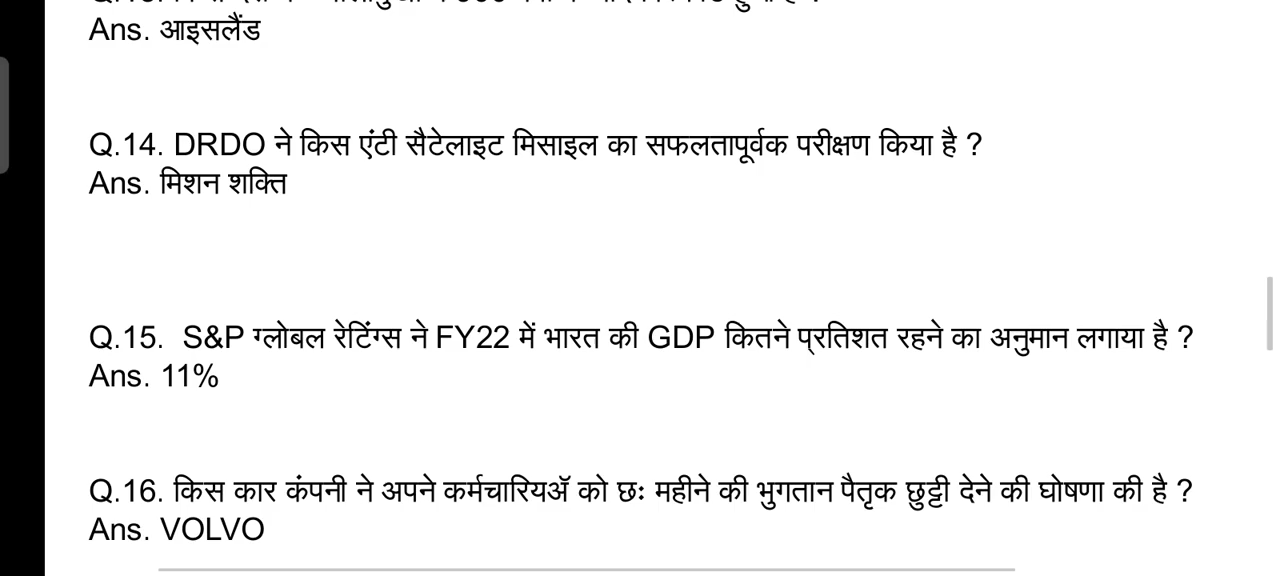 Ans. आइसलैंड
Q.14. DRDO ने किस एंटी सैटेलाइट मिसाइल का सफलतापूर्वक परीक्षण किया है ?
Ans. मिशन शक्ति
Q.15. S&P ग्लोबल रेटिंग्स ने FY22 में भारत की GDP कितने प्रतिशत रहने का अनुमान लगाया है ?
Ans. 11%
Q.16. किस कार कंपनी ने अपने कर्मचारियऑ को छः महीने की भुगतान पैतृक छुट्टी देने की घोषणा की है ?
Ans. VOLVO